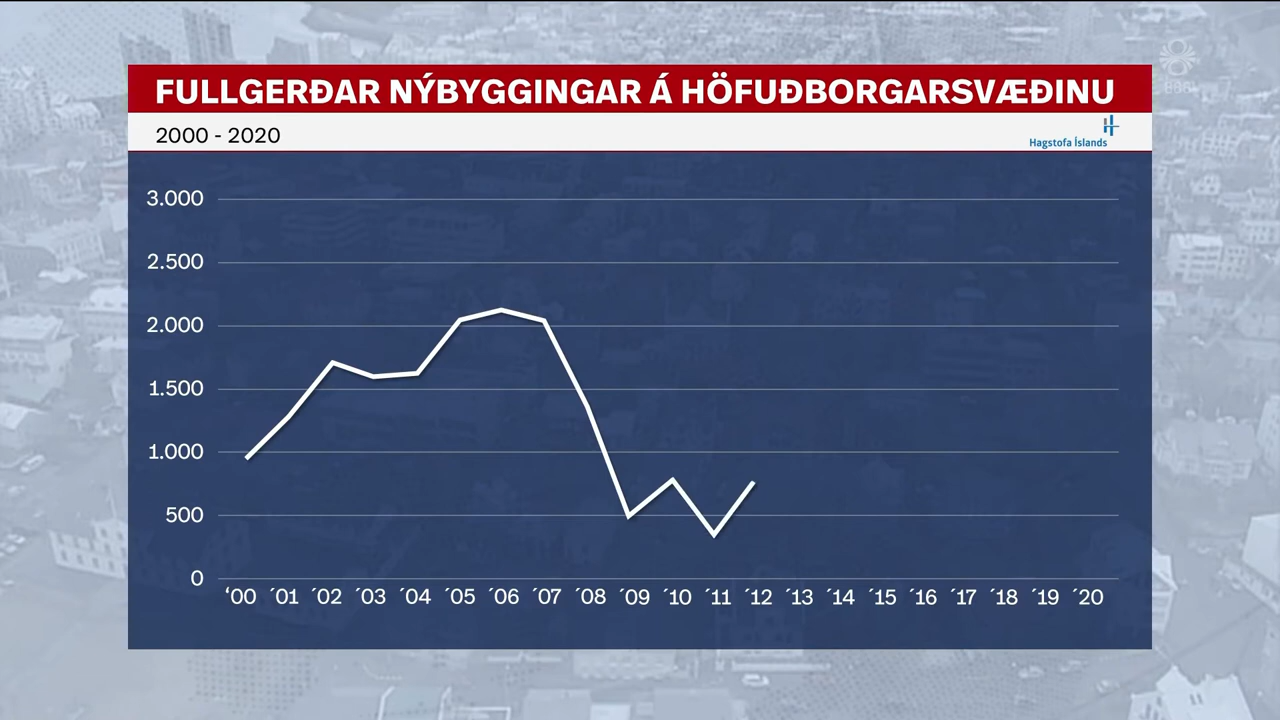 FULLGERÐAR NÝBYGGINGAR Á HÖFUÐBORGARSVÆÐINU
2000 - 2020
Hagstofa Íslands
3.000
2.500
2.000
1.500
1.000
500
0
‘00 ´01 ´02 ´03 ´04 ´05 ´06 ´07 ´08 ´09 ´10 ´11 ´12 ´13 ´14 ´15 ´16 ´17 ´18 ´19 ´20
888